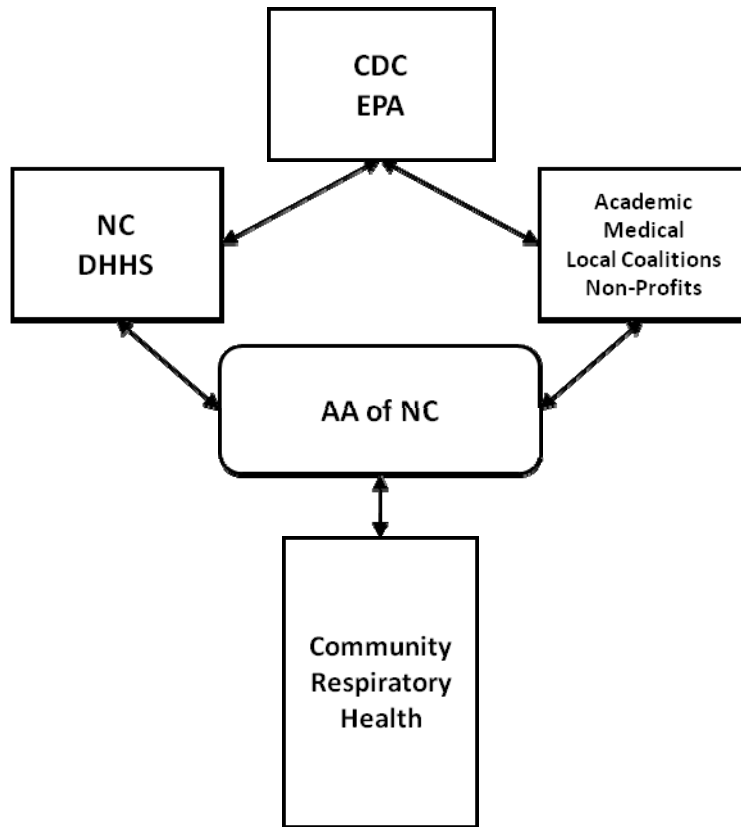 CDC
EPA
NC
DHHS
Academic
Medical
Local Coalitions
Non-Profits
AA of NC
Community
Respiratory
Health